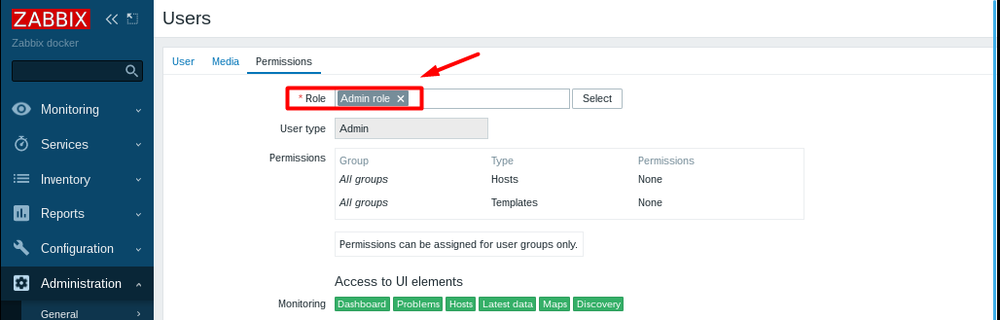 ZABBIX
Zabbix docker
Monitoring
Services
Inventory
Reports
Configuration
Administration
General
Users
User Media Permissions
* Role Admin role Select
User type Admin
Permissions Group Type Permissions
All groups Hosts None
All groups Templates None
Permissions can be assigned for user groups only.
Access to UI elements
Monitoring Dashboard Problems Hosts Latest data Maps Discovery